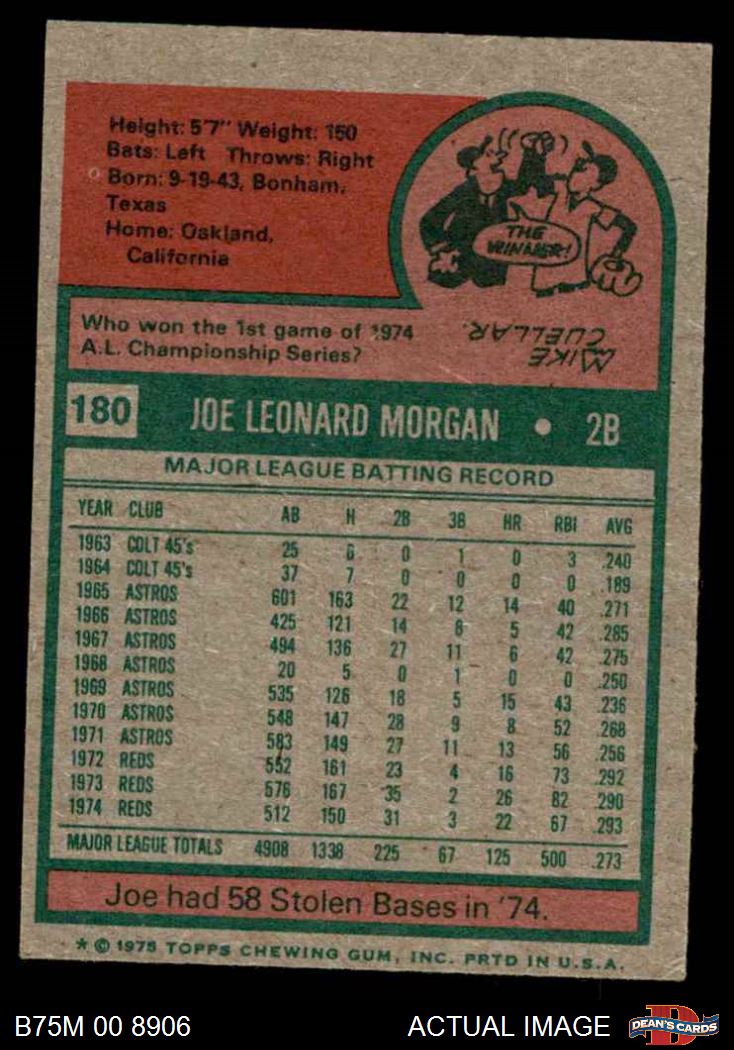 Height: 5'7" Weight: 150
Bats: Left Throws: Right
Born: 9-19-43, Bonham,
Texas
Home: Oakland,
California
THE
WINNER!
Who won the 1st game of 1974
A.L. Championship Series?
MIKE
CUELLAR.
180 JOE LEONARD MORGAN • 2B
MAJOR LEAGUE BATTING RECORD
YEAR CLUB AB H 2B 3B HR RBI AVG
1963 COLT 45's 25 6 0 1 0 3 .240
1964 COLT 45's 37 7 0 0 0 0 .189
1965 ASTROS 601 163 22 12 14 40 .271
1966 ASTROS 425 121 14 8 5 42 .285
1967 ASTROS 494 136 27 11 6 42 .275
1968 ASTROS 20 5 0 1 0 0 .250
1969 ASTROS 535 126 18 5 15 43 .236
1970 ASTROS 548 147 28 9 8 52 .268
1971 ASTROS 583 149 27 11 13 56 .256
1972 REDS 552 161 23 4 16 73 .292
1973 REDS 576 167 35 2 26 82 .290
1974 REDS 512 150 31 3 22 67 .293
MAJOR LEAGUE TOTALS 4908 1338 225 67 125 500 .273
Joe had 58 Stolen Bases in '74.
* © 1975 TOPPS CHEWING GUM, INC. PRTD IN U.S.A.
B75M 00 8906 ACTUAL IMAGE DEAN'S CARDS